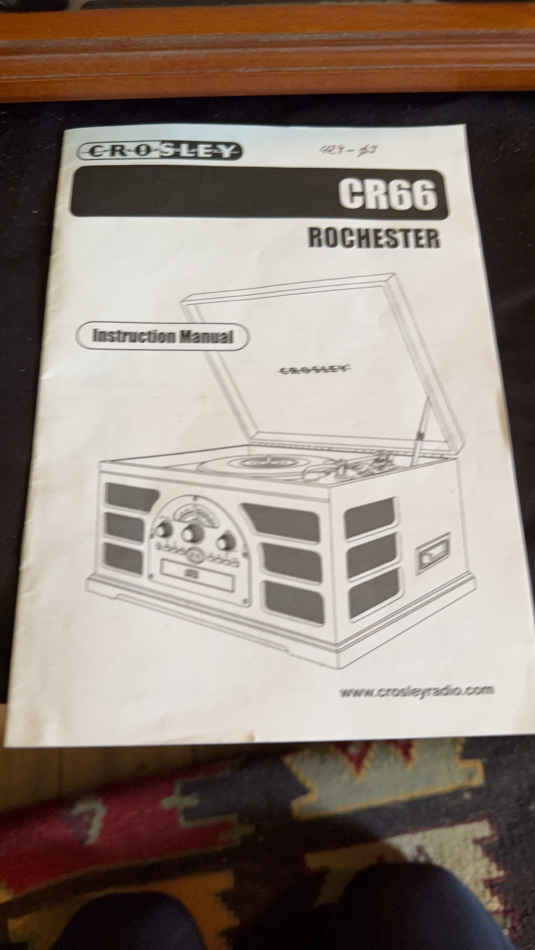 CROSLEY
CR66
ROCHESTER
Instruction Manual
CROSLEY
www.crosleyradio.com